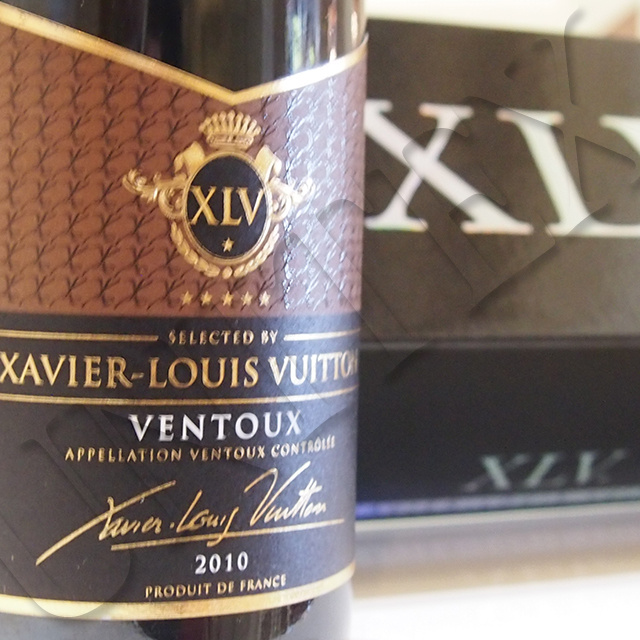 XLV
SELECTED BY
XAVIER-LOUIS VUITTON
VENTOUX
APPELLATION VENTOUX CONTRÔLÉE
Xavier-Louis Vuitton
2010
PRODUIT DE FRANCE
XLV
XLV